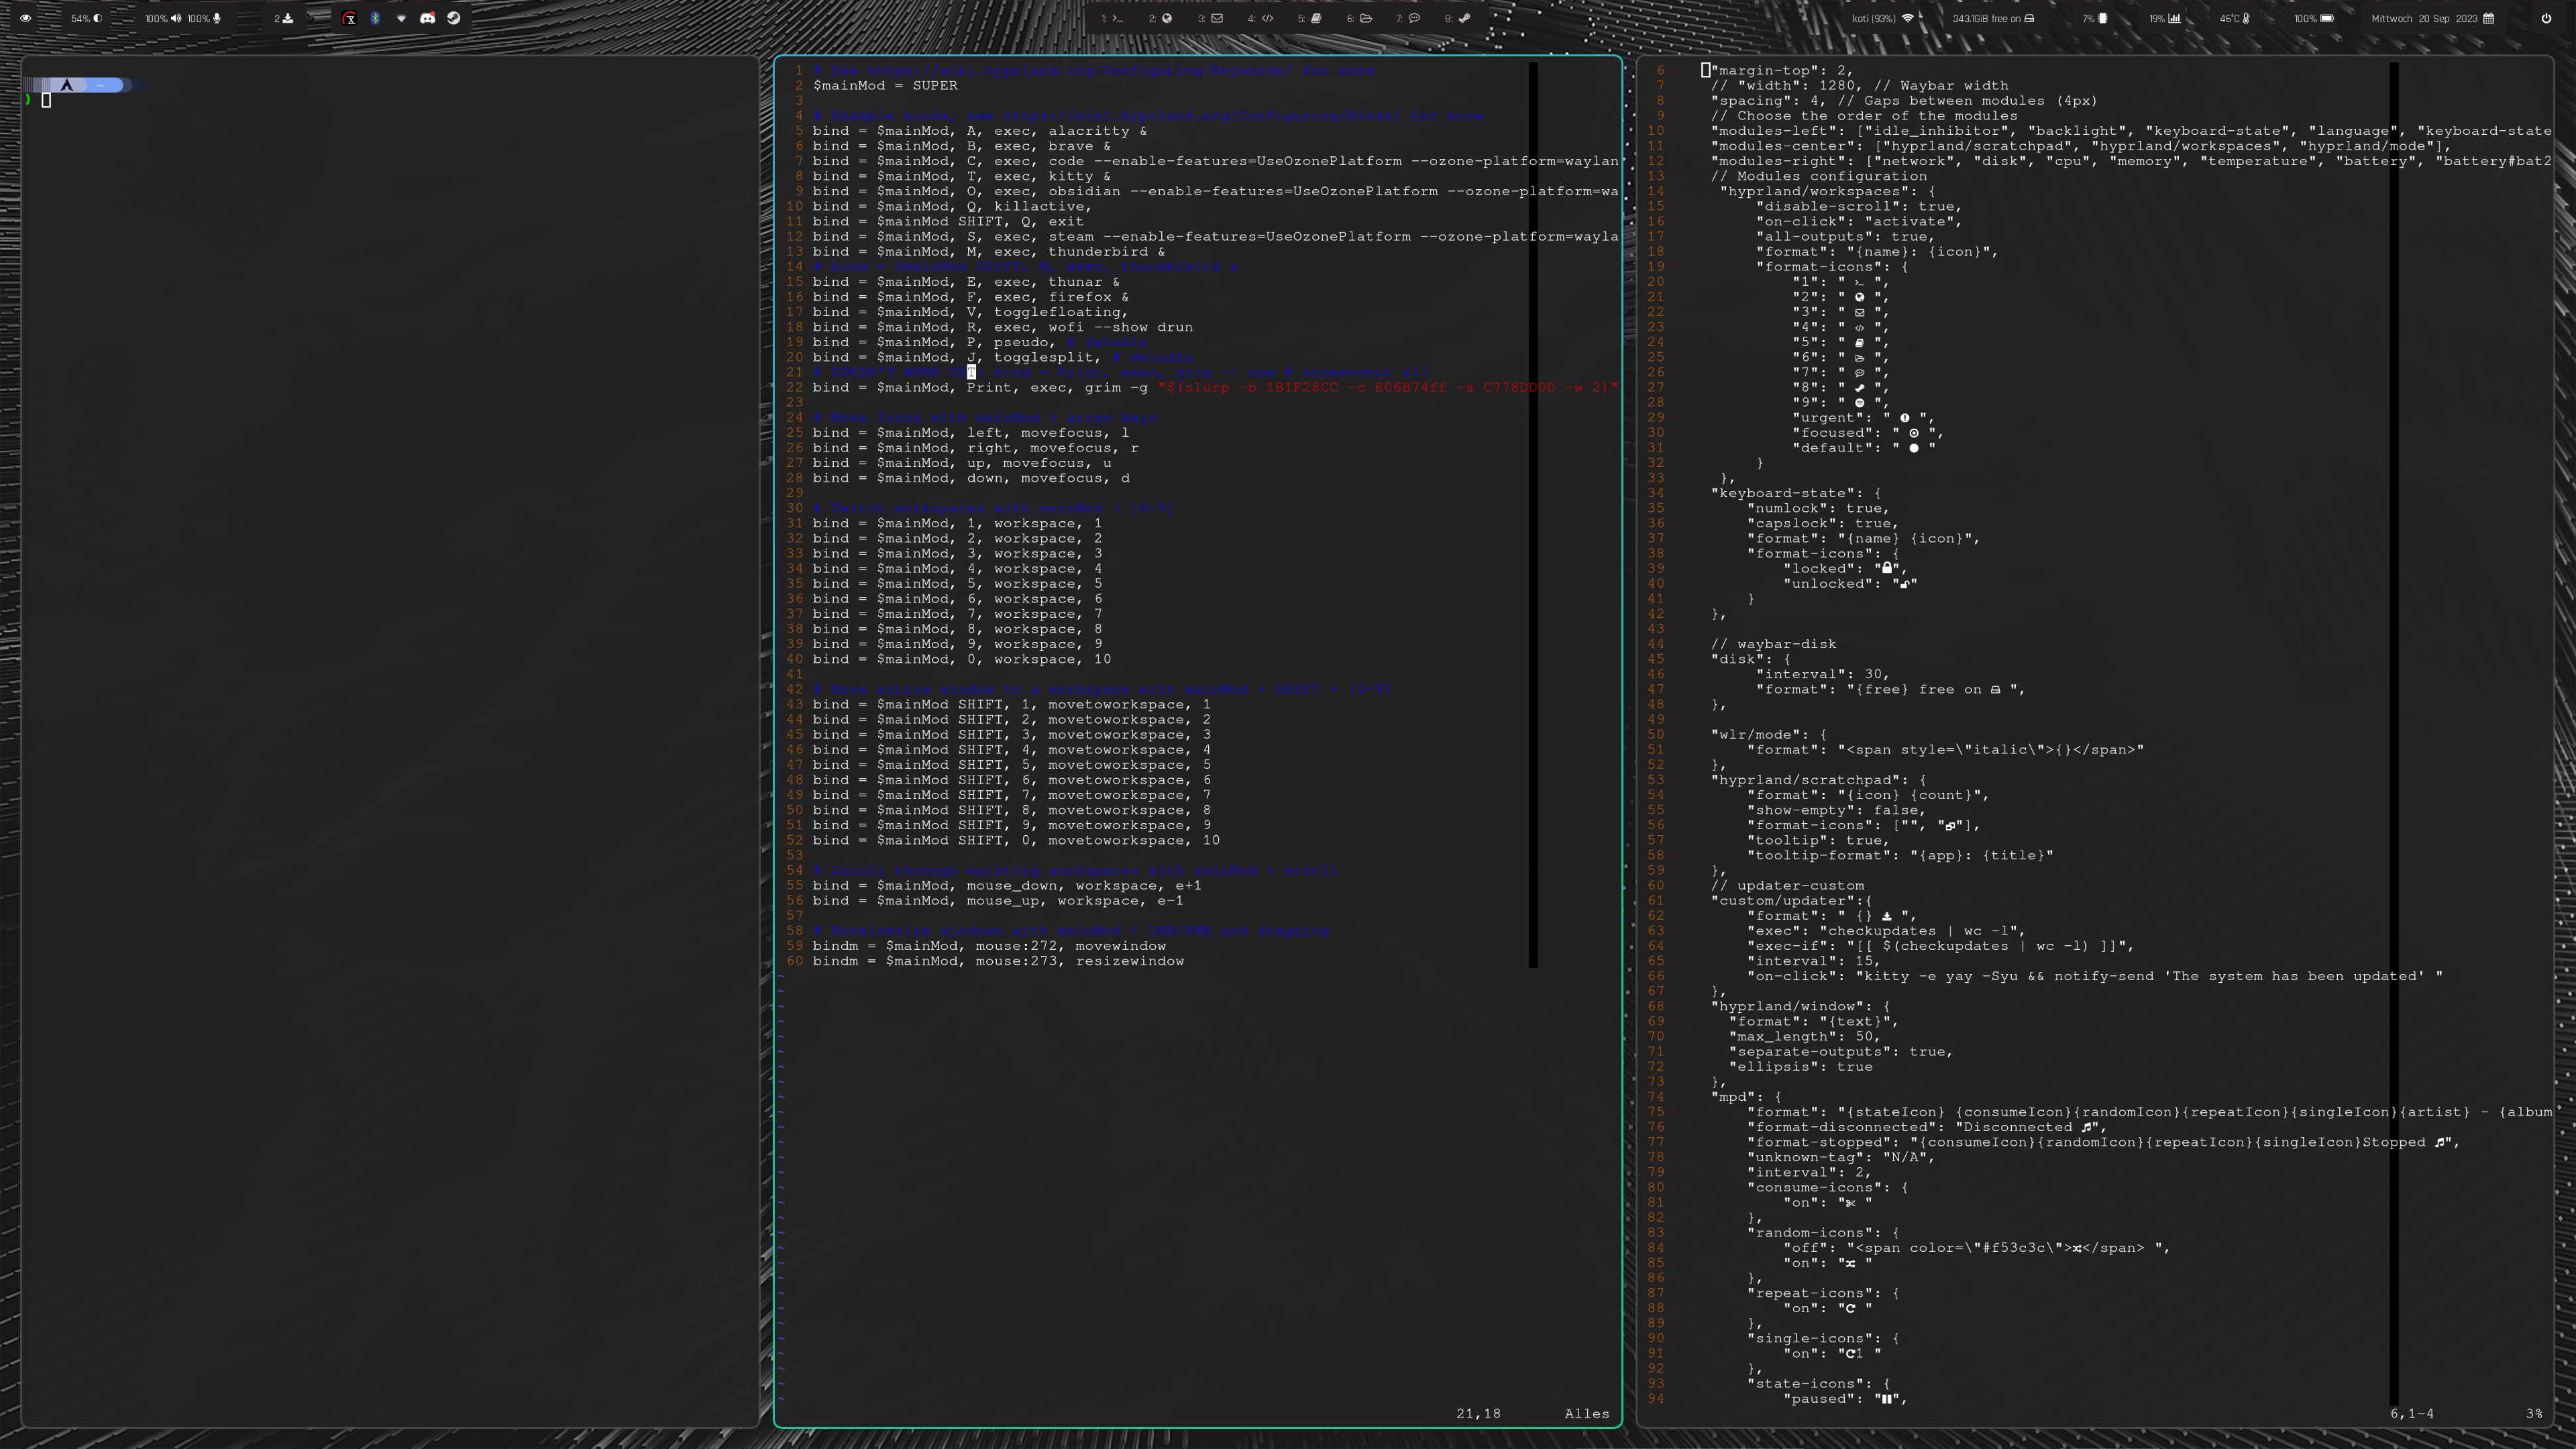 54%
100% 100%
2
1:
2:
3:
4:
5:
6:
7:
8:
koti (93%)
343.1GiB free on
7%
19%
46°C
100%
Mittwoch 20 Sep 2023
~
1 # See https://wiki.hyprland.org/Configuring/Keywords/ for more
2 $mainMod = SUPER
3
4 # Example binds, see https://wiki.hyprland.org/Configuring/Binds/ for more
5 bind = $mainMod, A, exec, alacritty &
6 bind = $mainMod, B, exec, brave &
7 bind = $mainMod, C, exec, code --enable-features=UseOzonePlatform --ozone-platform=waylan
8 bind = $mainMod, T, exec, kitty &
9 bind = $mainMod, O, exec, obsidian --enable-features=UseOzonePlatform --ozone-platform=wa
10 bind = $mainMod, Q, killactive,
11 bind = $mainMod SHIFT, Q, exit
12 bind = $mainMod, S, exec, steam --enable-features=UseOzonePlatform --ozone-platform=wayla
13 bind = $mainMod, M, exec, thunderbird &
14 # bind = $mainMod SHIFT, M, exec, thunderbird &
15 bind = $mainMod, E, exec, thunar &
16 bind = $mainMod, F, exec, firefox &
17 bind = $mainMod, V, togglefloating,
18 bind = $mainMod, R, exec, wofi --show drun
19 bind = $mainMod, P, pseudo, # dwindle
20 bind = $mainMod, J, togglesplit, # dwindle
21 # DOESN'T WORK YET bind = Print, exec, grim -- pow a screenshot all
22 bind = $mainMod, Print, exec, grim -g "$(slurp -b 1B1F28CC -c E06B74ff -s C778DD0D -w 2)"
23
24 # Move focus with mainMod + arrow keys
25 bind = $mainMod, left, movefocus, l
26 bind = $mainMod, right, movefocus, r
27 bind = $mainMod, up, movefocus, u
28 bind = $mainMod, down, movefocus, d
29
30 # Switch workspaces with mainMod + [0-9]
31 bind = $mainMod, 1, workspace, 1
32 bind = $mainMod, 2, workspace, 2
33 bind = $mainMod, 3, workspace, 3
34 bind = $mainMod, 4, workspace, 4
35 bind = $mainMod, 5, workspace, 5
36 bind = $mainMod, 6, workspace, 6
37 bind = $mainMod, 7, workspace, 7
38 bind = $mainMod, 8, workspace, 8
39 bind = $mainMod, 9, workspace, 9
40 bind = $mainMod, 0, workspace, 10
41
42 # Move active window to a workspace with mainMod + SHIFT + [0-9]
43 bind = $mainMod SHIFT, 1, movetoworkspace, 1
44 bind = $mainMod SHIFT, 2, movetoworkspace, 2
45 bind = $mainMod SHIFT, 3, movetoworkspace, 3
46 bind = $mainMod SHIFT, 4, movetoworkspace, 4
47 bind = $mainMod SHIFT, 5, movetoworkspace, 5
48 bind = $mainMod SHIFT, 6, movetoworkspace, 6
49 bind = $mainMod SHIFT, 7, movetoworkspace, 7
50 bind = $mainMod SHIFT, 8, movetoworkspace, 8
51 bind = $mainMod SHIFT, 9, movetoworkspace, 9
52 bind = $mainMod SHIFT, 0, movetoworkspace, 10
53
54 # Scroll through existing workspaces with mainMod + scroll
55 bind = $mainMod, mouse_down, workspace, e+1
56 bind = $mainMod, mouse_up, workspace, e-1
57
58 # Move/resize windows with mainMod + LMB/RMB and dragging
59 bindm = $mainMod, mouse:272, movewindow
60 bindm = $mainMod, mouse:273, resizewindow
21,18 Alles
6 "margin-top": 2,
7 // "width": 1280, // Waybar width
8 "spacing": 4, // Gaps between modules (4px)
9 // Choose the order of the modules
10 "modules-left": ["idle_inhibitor", "backlight", "keyboard-state", "language", "keyboard-state
11 "modules-center": ["hyprland/scratchpad", "hyprland/workspaces", "hyprland/mode"],
12 "modules-right": ["network", "disk", "cpu", "memory", "temperature", "battery", "battery#bat2
13 // Modules configuration
14 "hyprland/workspaces": {
15 "disable-scroll": true,
16 "on-click": "activate",
17 "all-outputs": true,
18 "format": "{name}: {icon}",
19 "format-icons": {
20 "1": " ",
21 "2": " ",
22 "3": " ",
23 "4": " ",
24 "5": " ",
25 "6": " ",
26 "7": " ",
27 "8": " ",
28 "9": " ",
29 "urgent": " ",
30 "focused": " ",
31 "default": " "
32 }
33 },
34 "keyboard-state": {
35 "numlock": true,
36 "capslock": true,
37 "format": "{name} {icon}",
38 "format-icons": {
39 "locked": "",
40 "unlocked": ""
41 }
42 },
43
44 // waybar-disk
45 "disk": {
46 "interval": 30,
47 "format": "{free} free on ",
48 },
49
50 "wlr/mode": {
51 "format": "<span style=\"italic\">{}</span>"
52 },
53 "hyprland/scratchpad": {
54 "format": "{icon} {count}",
55 "show-empty": false,
56 "format-icons": ["", ""],
57 "tooltip": true,
58 "tooltip-format": "{app}: {title}"
59 },
60 // updater-custom
61 "custom/updater":{
62 "format": " {} ",
63 "exec": "checkupdates | wc -l",
64 "exec-if": "[[ $(checkupdates | wc -l) ]]",
65 "interval": 15,
66 "on-click": "kitty -e yay -Syu && notify-send 'The system has been updated' "
67 },
68 "hyprland/window": {
69 "format": "{text}",
70 "max_length": 50,
71 "separate-outputs": true,
72 "ellipsis": true
73 },
74 "mpd": {
75 "format": "{stateIcon} {consumeIcon}{randomIcon}{repeatIcon}{singleIcon}{artist} - {album
76 "format-disconnected": "Disconnected ",
77 "format-stopped": "{consumeIcon}{randomIcon}{repeatIcon}{singleIcon}Stopped ",
78 "unknown-tag": "N/A",
79 "interval": 2,
80 "consume-icons": {
81 "on": " "
82 },
83 "random-icons": {
84 "off": "<span color=\"#f53c3c\"></span> ",
85 "on": " "
86 },
87 "repeat-icons": {
88 "on": " "
89 },
90 "single-icons": {
91 "on": "1 "
92 },
93 "state-icons": {
94 "paused": "",
6,1-4 3%